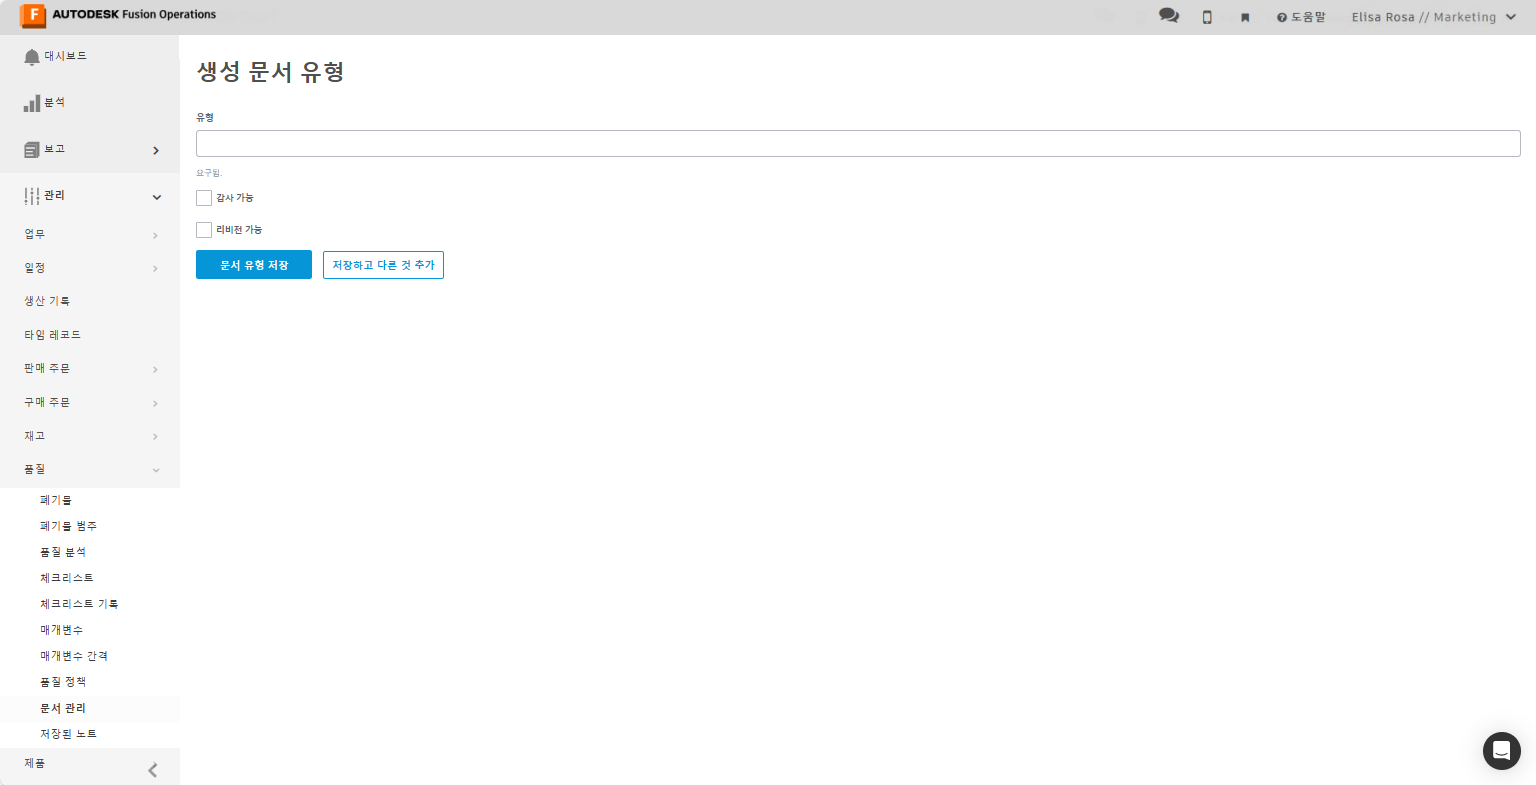 F AUTODESK Fusion Operations
도움말
Elisa Rosa // Marketing
대시보드
분석
보고
관리
업무
일정
생산 기록
타임 레코드
판매 주문
구매 주문
재고
품질
폐기물
폐기물 범주
품질 분석
체크리스트
체크리스트 기록
매개변수
매개변수 간격
품질 정책
문서 관리
저장된 노트
제품
생성 문서 유형
유형
요구됨.
감사 가능
리비전 가능
문서 유형 저장
저장하고 다른 것 추가